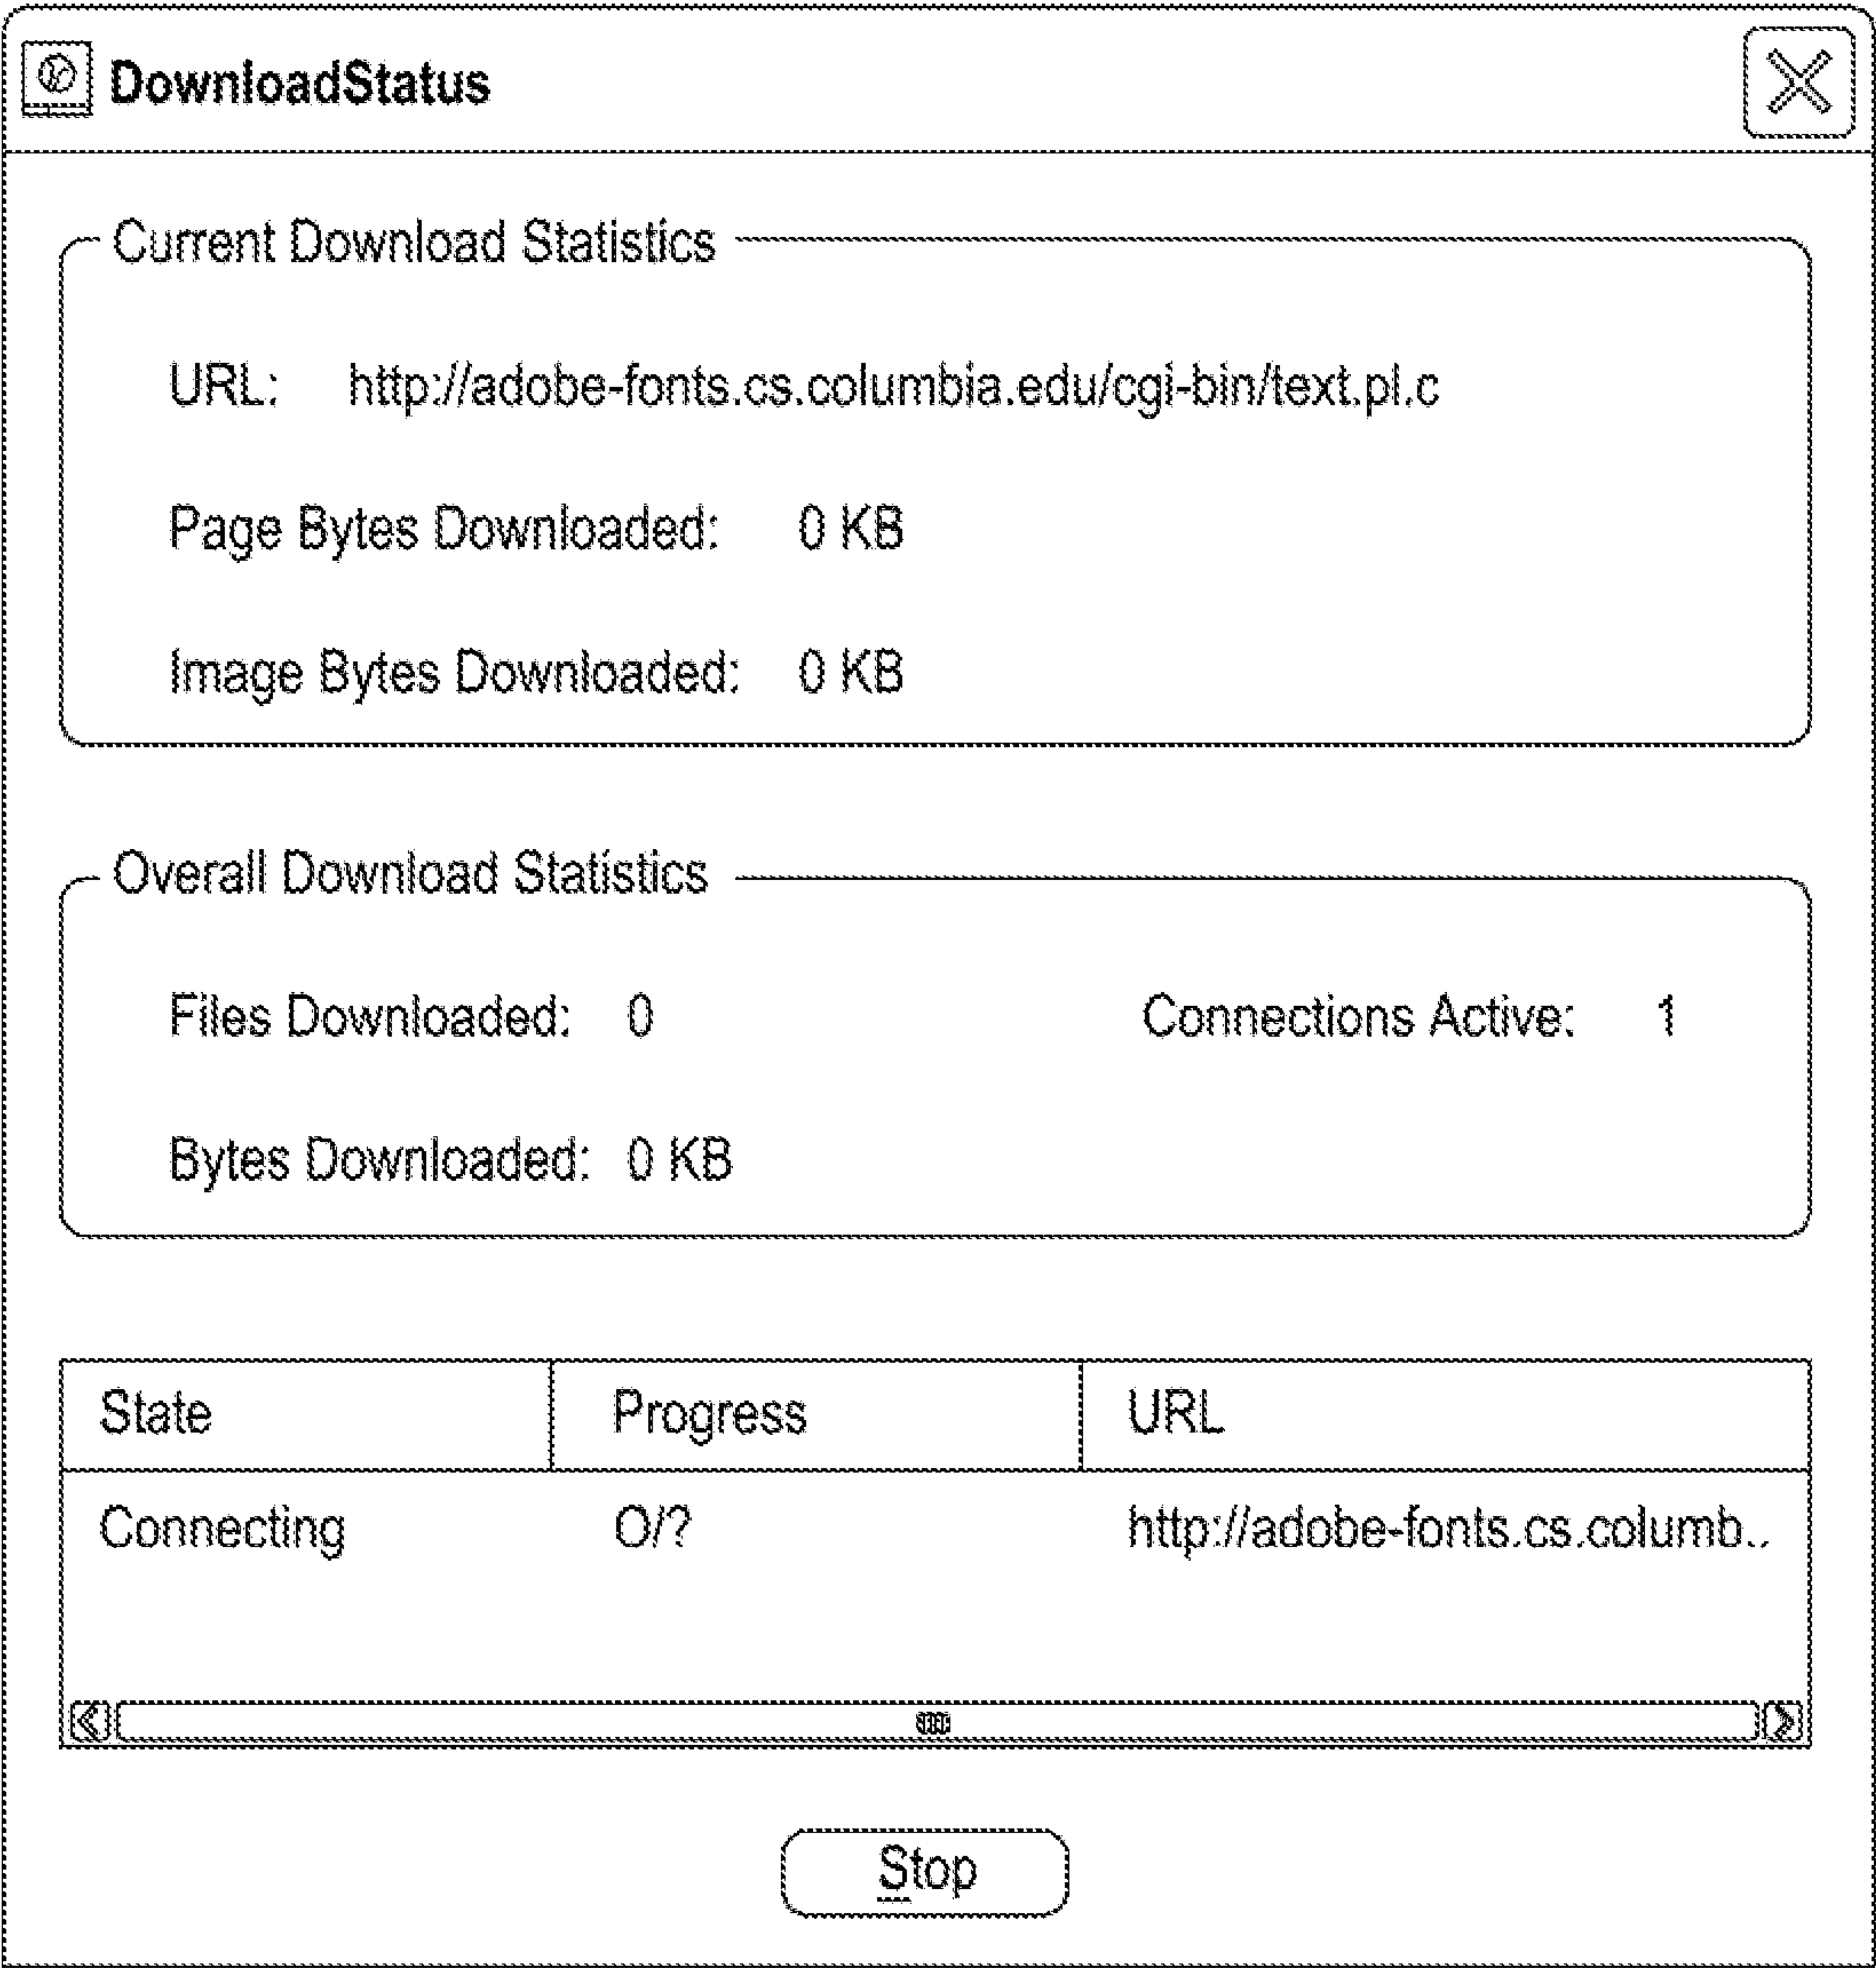 DownloadStatus
Current Download Statistics
URL: http://adobe-fonts.cs.columbia.edu/cgi-bin/text.pl.c
Page Bytes Downloaded: 0 KB
Image Bytes Downloaded: 0 KB
Overall Download Statistics
Files Downloaded: 0 Connections Active: 1
Bytes Downloaded: 0 KB
State Progress URL
Connecting O/? http://adobe-fonts.cs.columb..
Stop